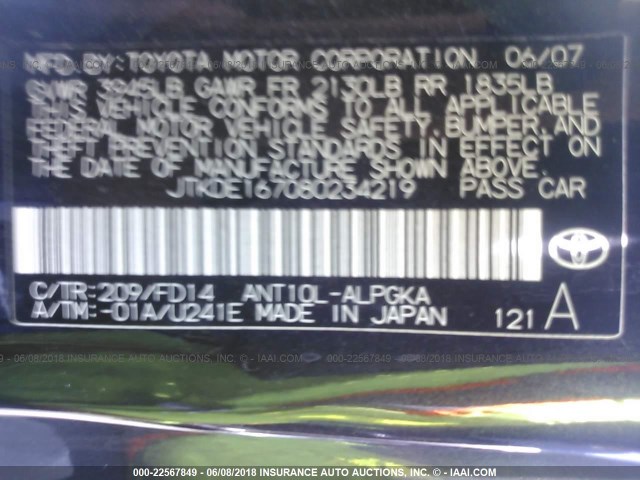 MFD.BY:TOYOTA MOTOR CORPORATION 06/07
GVWR 3945LB GAWR FR 2130LB RR 1835LB
THIS VEHICLE CONFORMS TO ALL APPLICABLE
FEDERAL MOTOR VEHICLE SAFETY,BUMPER,AND
THEFT PREVENTION STANDARDS IN EFFECT ON
THE DATE OF MANUFACTURE SHOWN ABOVE.
JTKDE167080234219 PASS CAR
C/TR:209/FD14 ANT10L-ALPGKA
A/TM:-01A/U241E MADE IN JAPAN
121 A
000-22567849 - 06/08/2018 INSURANCE AUTO AUCTIONS, INC. © - IAAI.COM